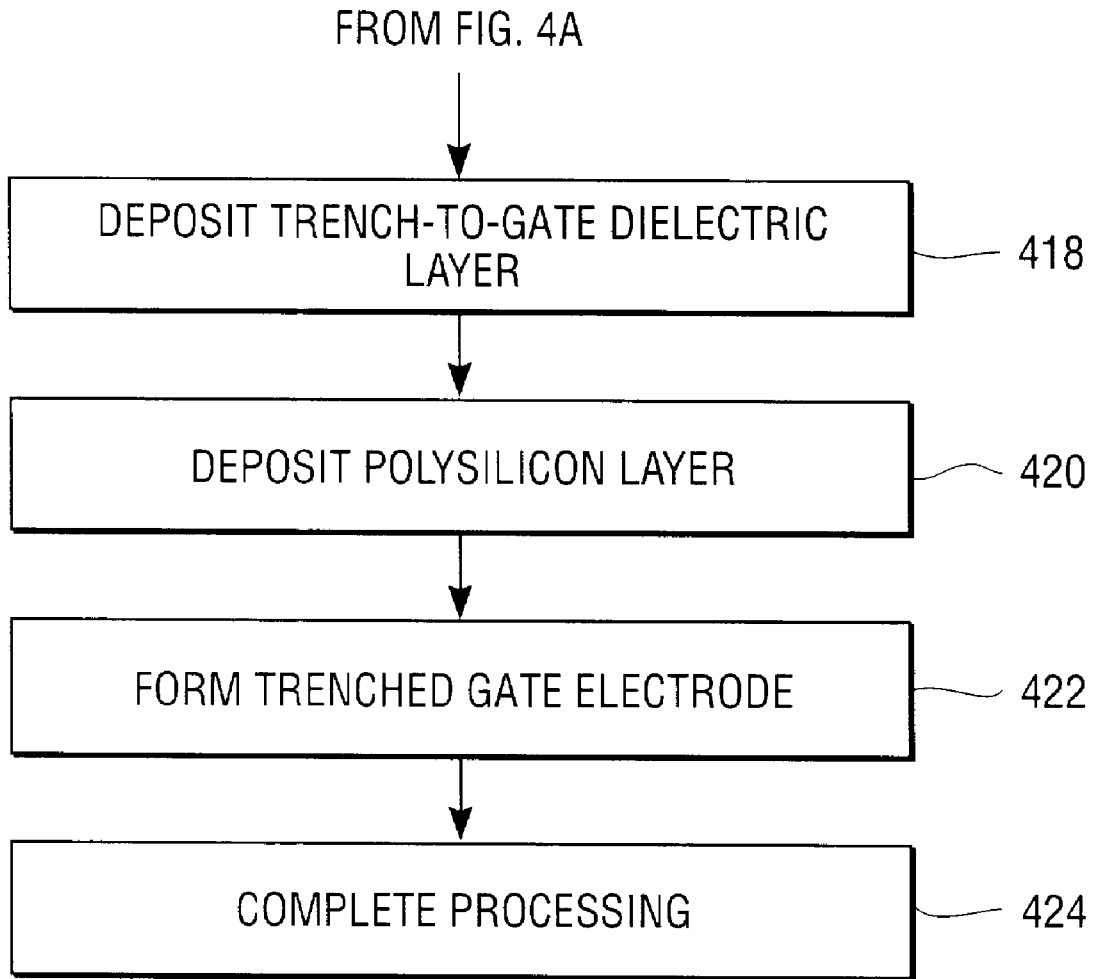 FROM FIG. 4A
DEPOSIT TRENCH-TO-GATE DIELECTRIC
LAYER
418
DEPOSIT POLYSILICON LAYER
420
FORM TRENCHED GATE ELECTRODE
422
COMPLETE PROCESSING
424